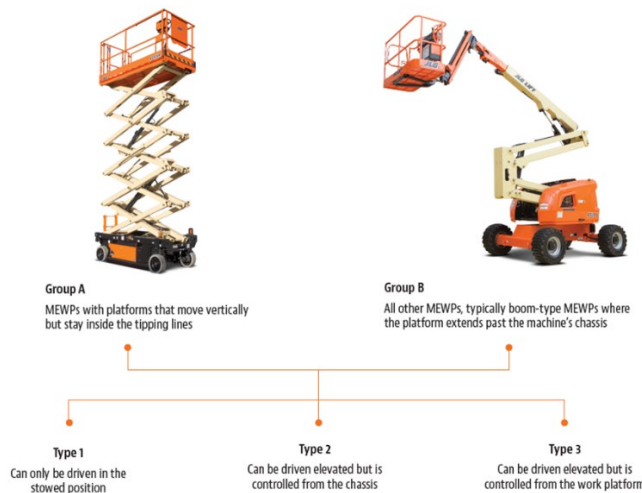 JLG
JLG LIFT
Group A
MEWPs with platforms that move vertically
but stay inside the tipping lines
Group B
All other MEWPs, typically boom-type MEWPs where
the platform extends past the machine's chassis
Type 1
Can only be driven in the
stowed position
Type 2
Can be driven elevated but is
controlled from the chassis
Type 3
Can be driven elevated but is
controlled from the work platform